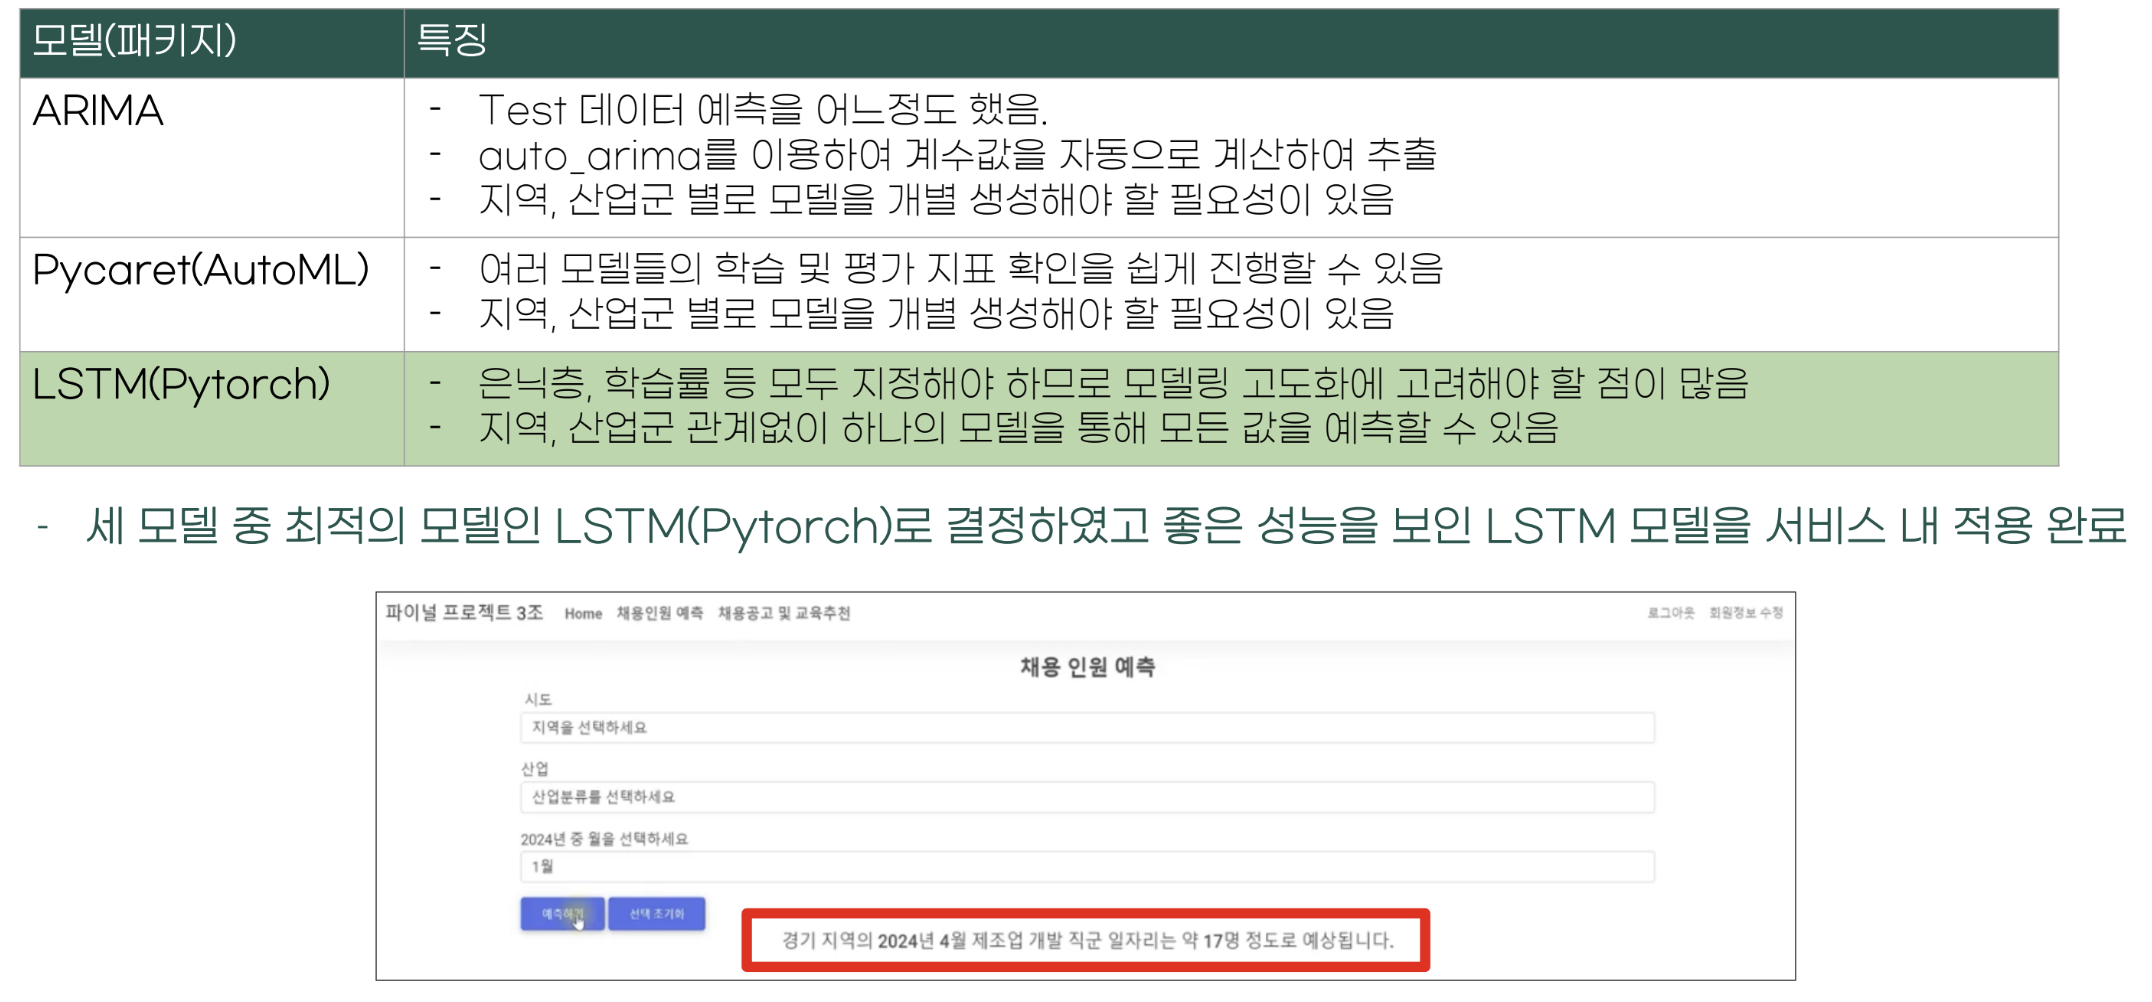 모델(패키지)
특징
ARIMA
- Test 데이터 예측을 어느정도 했음.
- auto_arima를 이용하여 계수값을 자동으로 계산하여 추출
- 지역, 산업군 별로 모델을 개별 생성해야 할 필요성이 있음
Pycaret(AutoML)
- 여러 모델들의 학습 및 평가 지표 확인을 쉽게 진행할 수 있음
- 지역, 산업군 별로 모델을 개별 생성해야 할 필요성이 있음
LSTM(Pytorch)
- 은닉층, 학습률 등 모두 지정해야 하므로 모델링 고도화에 고려해야 할 점이 많음
- 지역, 산업군 관계없이 하나의 모델을 통해 모든 값을 예측할 수 있음
- 세 모델 중 최적의 모델인 LSTM(Pytorch)로 결정하였고 좋은 성능을 보인 LSTM 모델을 서비스 내 적용 완료
파이널 프로젝트 3조 Home 채용인원 예측 채용공고 및 교육추천 로그아웃 회원정보 수정
채용 인원 예측
시도
지역을 선택하세요
산업
산업분류를 선택하세요
2024년 중 월을 선택하세요
1월
예측하기 선택 초기화
경기 지역의 2024년 4월 제조업 개발 직군 일자리는 약 17명 정도로 예상됩니다.